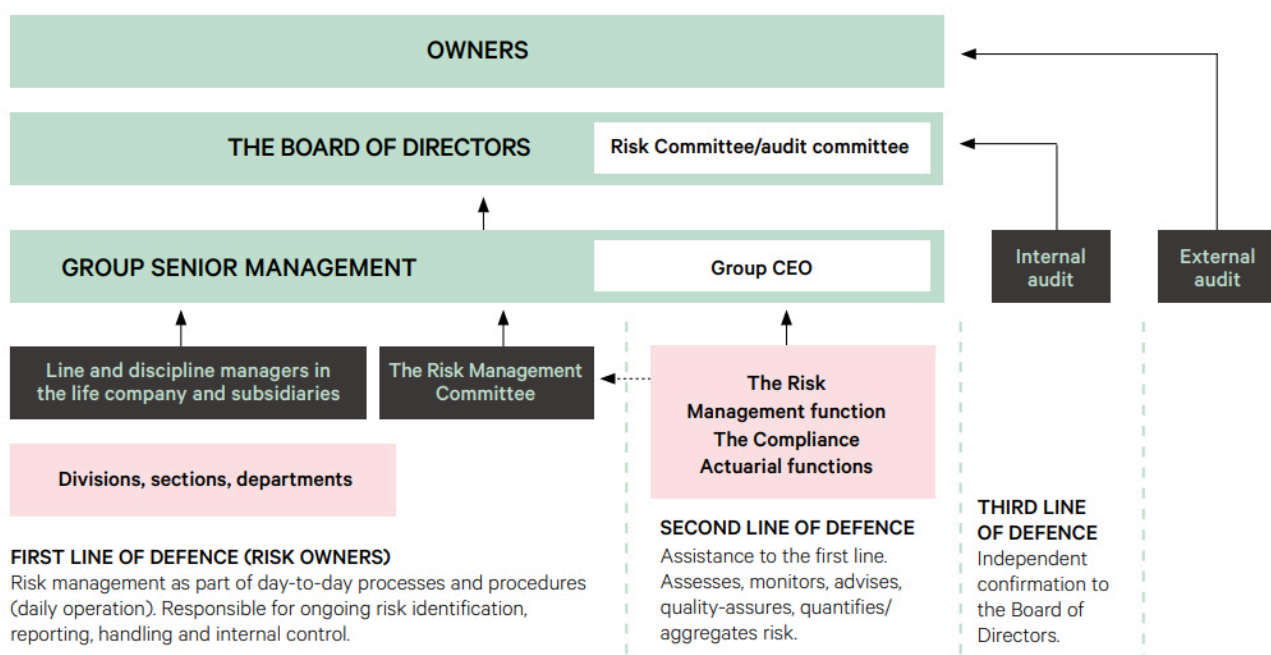 OWNERS
THE BOARD OF DIRECTORS
Risk Committee/audit committee
GROUP SENIOR MANAGEMENT
Group CEO
Internal
audit
External
audit
Line and discipline managers in
the life company and subsidiaries
The Risk Management
Committee
The Risk
Management function
The Compliance
Actuarial functions
Divisions, sections, departments
FIRST LINE OF DEFENCE (RISK OWNERS)
Risk management as part of day-to-day processes and procedures
(daily operation). Responsible for ongoing risk identification,
reporting, handling and internal control.
SECOND LINE OF DEFENCE
Assistance to the first line.
Assesses, monitors, advises,
quality-assures, quantifies/
aggregates risk.
THIRD LINE
OF DEFENCE
Independent
confirmation to
the Board of
Directors.